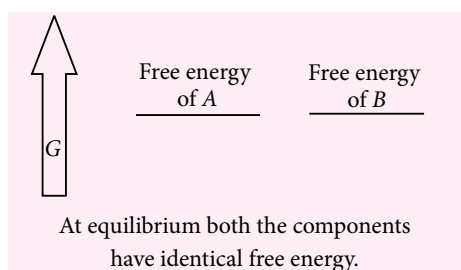 Free energy
of A
Free energy
of B
G
At equilibrium both the components
have identical free energy.